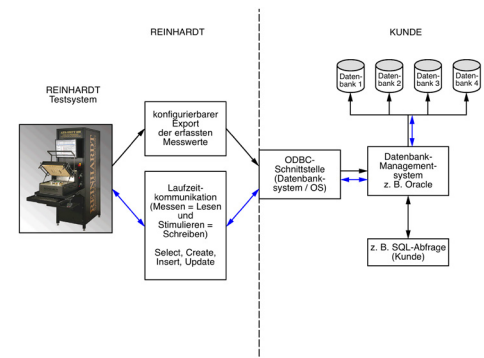 REINHARDT
KUNDE
REINHARDT
Testsystem
REINHARDT
konfigurierbarer
Export
der erfassten
Messwerte
Laufzeit-
kommunikation
(Messen = Lesen
und
Stimulieren =
Schreiben)
Select, Create,
Insert, Update
ODBC-
Schnittstelle
(Datenbank-
system / OS)
Daten-
bank 1
Daten-
bank 2
Daten-
bank 3
Daten-
bank 4
Datenbank-
Management-
system
z. B. Oracle
z. B. SQL-Abfrage
(Kunde)